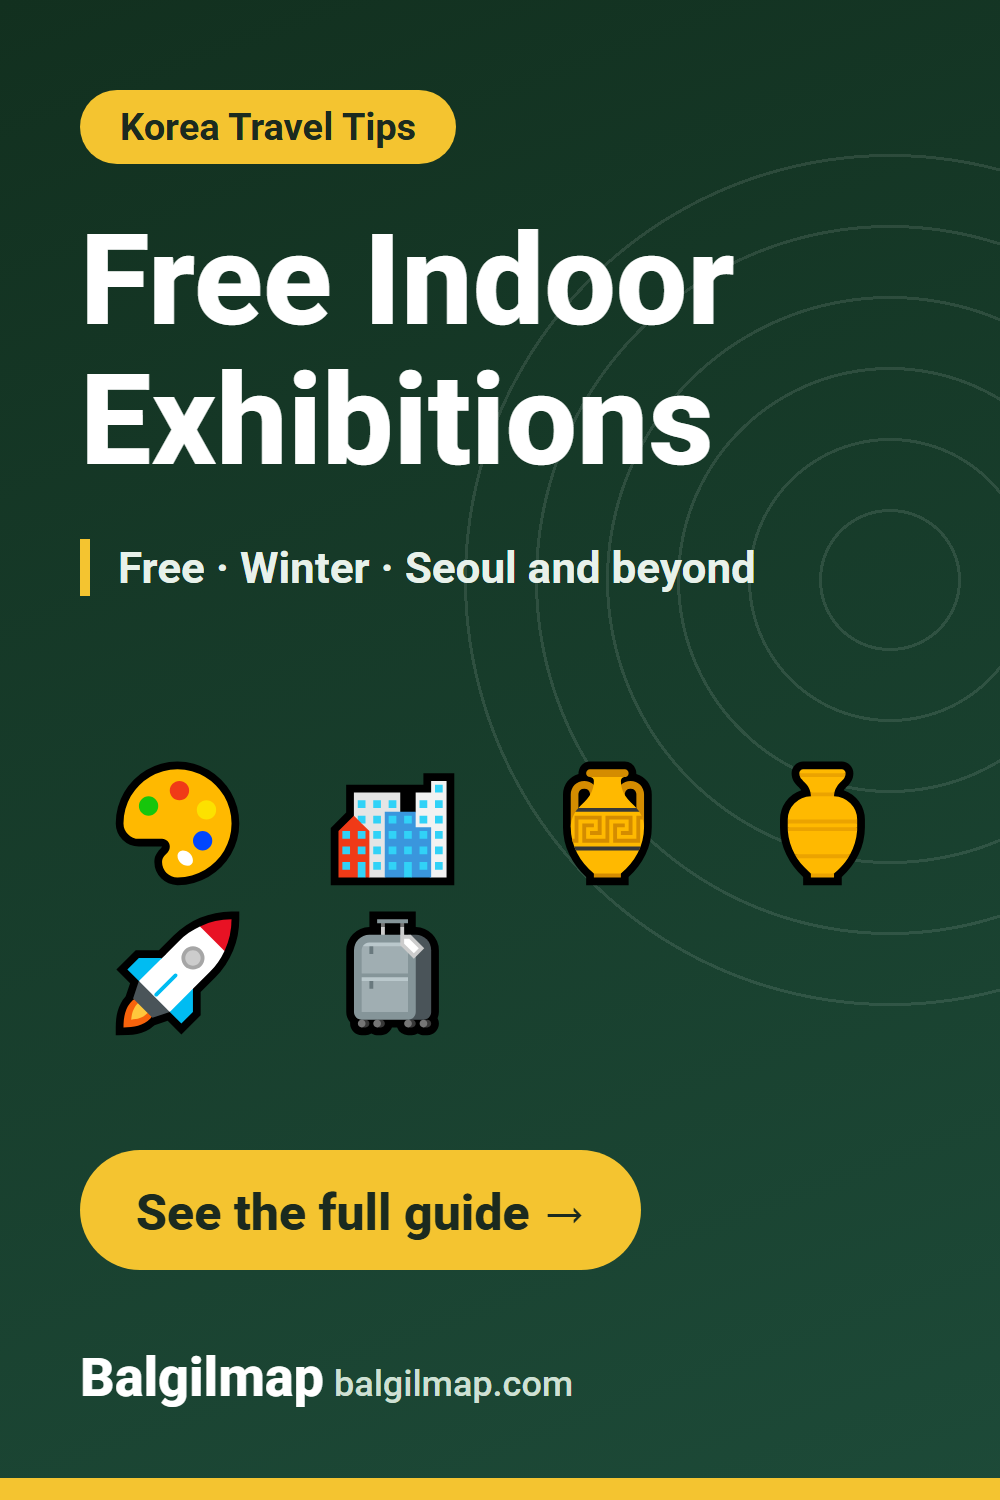 Korea Travel Tips
Free Indoor
Exhibitions
Free · Winter · Seoul and beyond
See the full guide →
Balgilmap balgilmap.com